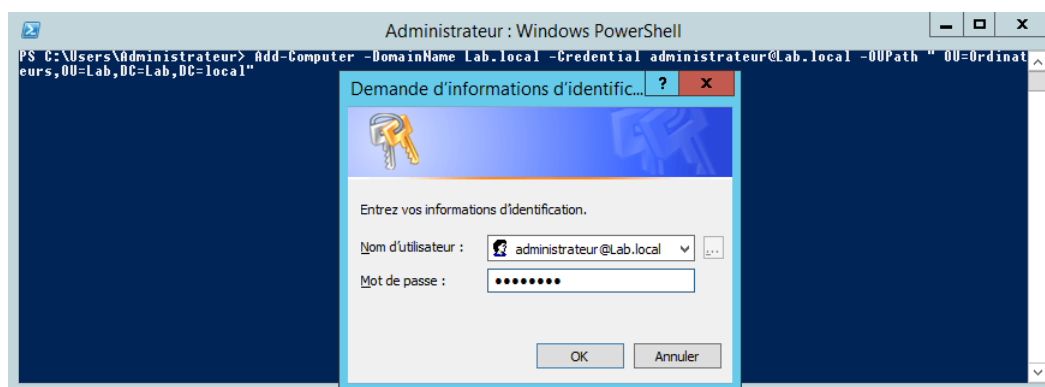 Administrateur : Windows PowerShell
PS C:\Users\Administrateur> Add-Computer -DomainName Lab.local -Credential administrateur@Lab.local -OUPath " OU=Ordinat
eurs,OU=Lab,DC=Lab,DC=local"
Demande d'informations d'identific...
Entrez vos informations d'identification.
Nom d'utilisateur :
administrateur@Lab.local
...
Mot de passe :
••••••••
OK
Annuler